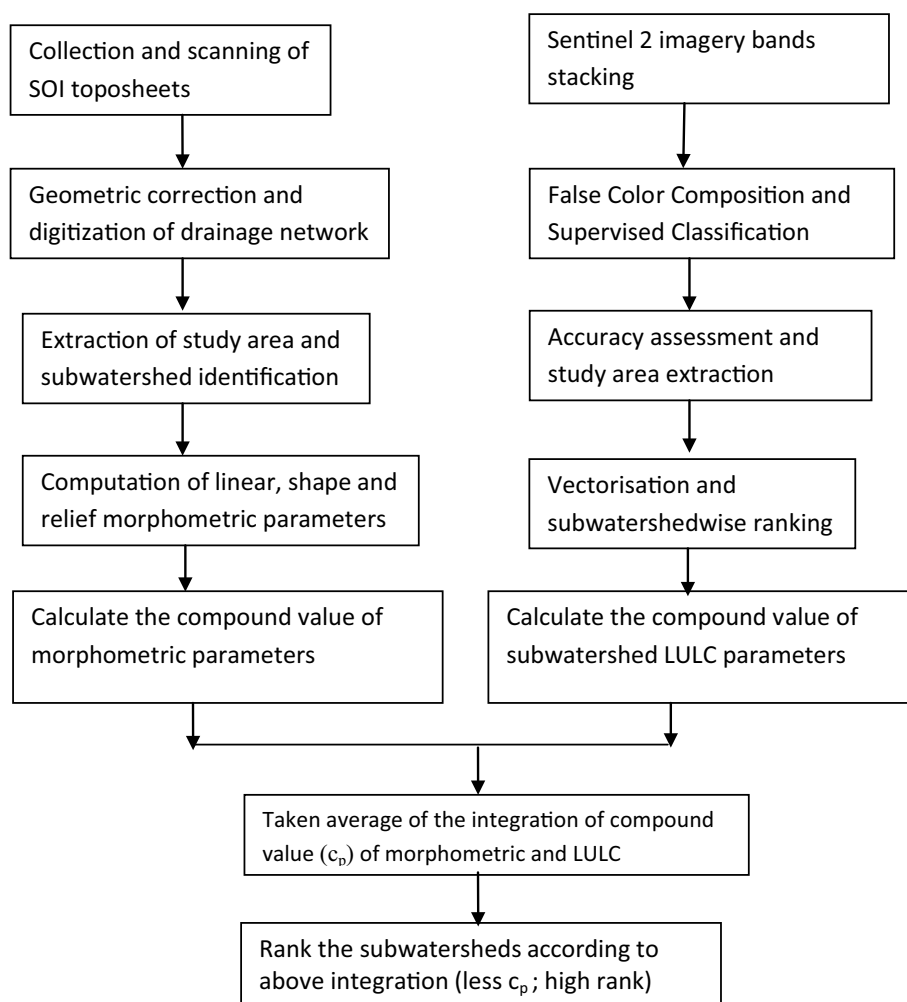 Collection and scanning of
SOI toposheets
Geometric correction and
digitization of drainage network
Extraction of study area and
subwatershed identification
Computation of linear, shape and
relief morphometric parameters
Calculate the compound value of
morphometric parameters
Sentinel 2 imagery bands
stacking
False Color Composition and
Supervised Classification
Accuracy assessment and
study area extraction
Vectorisation and
subwatershedwise ranking
Calculate the compound value of
subwatershed LULC parameters
Taken average of the integration of compound
value (cp) of morphometric and LULC
Rank the subwatersheds according to
above integration (less cp ; high rank)